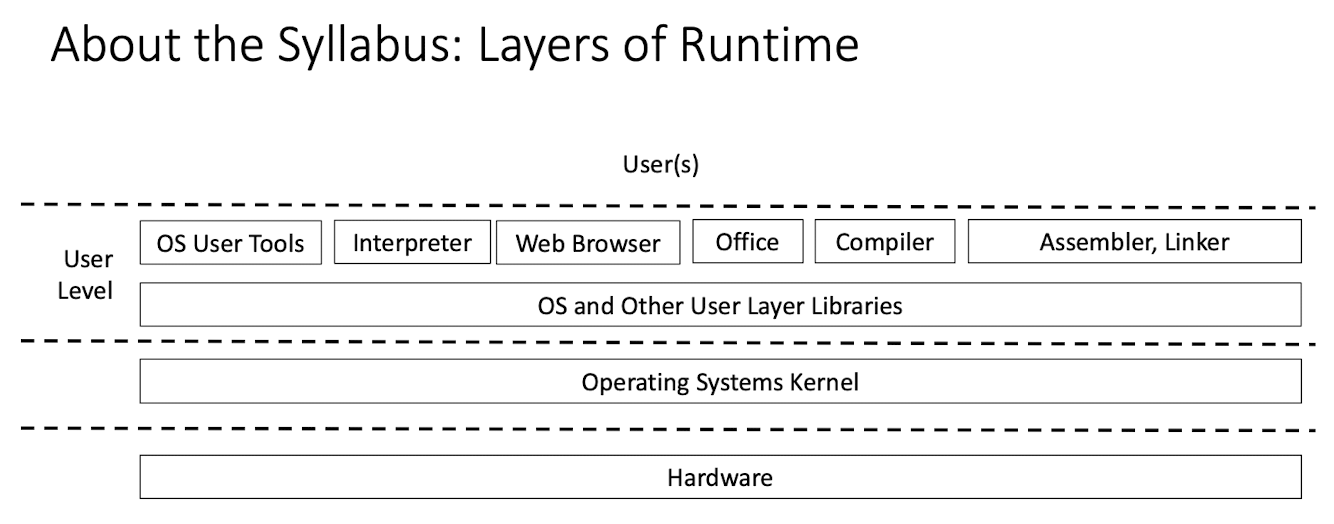 About the Syllabus: Layers of Runtime
User(s)
OS User Tools
Interpreter
Web Browser
Office
Compiler
Assembler, Linker
User
Level
OS and Other User Layer Libraries
Operating Systems Kernel
Hardware